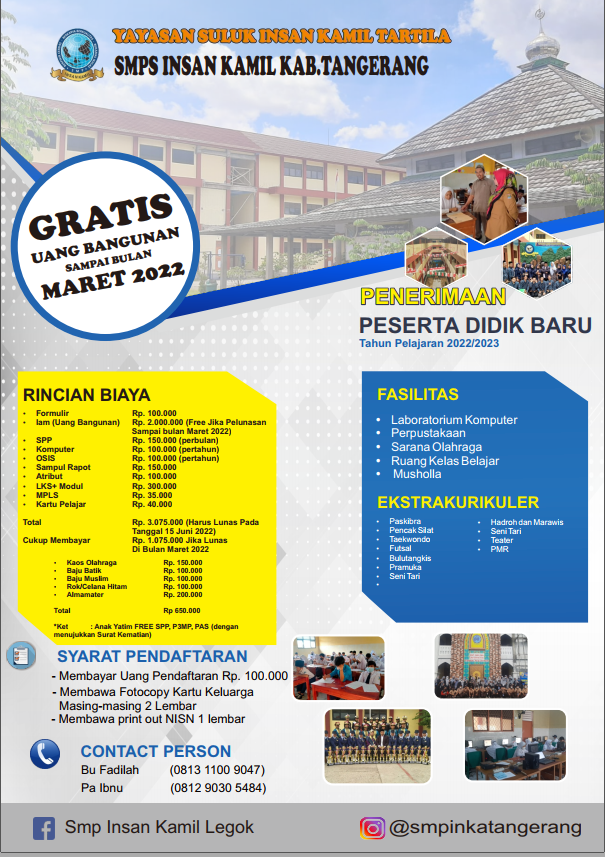 YAYASAN SULUK INSAN KAMIL TARTILA
SMPS INSAN KAMIL KAB.TANGERANG
GRATIS
UANG BANGUNAN
SAMPAI BULAN
MARET 2022
PENERIMAAN
PESERTA DIDIK BARU
Tahun Pelajaran 2022/2023
RINCIAN BIAYA
• Formulir Rp. 100.000
• Iam (Uang Bangunan) Rp. 2.000.000 (Free Jika Pelunasan
Sampai bulan Maret 2022)
• SPP Rp. 150.000 (perbulan)
• Komputer Rp. 100.000 (pertahun)
• OSIS Rp. 100.000 (pertahun)
• Sampul Rapot Rp. 150.000
• Atribut Rp. 100.000
• LKS+ Modul Rp. 300.000
• MPLS Rp. 35.000
• Kartu Pelajar Rp. 40.000
Total Rp. 3.075.000 (Harus Lunas Pada
Tanggal 15 Juni 2022)
Cukup Membayar Rp. 1.075.000 Jika Lunas
Di Bulan Maret 2022
• Kaos Olahraga Rp. 150.000
• Baju Batik Rp. 100.000
• Baju Muslim Rp. 100.000
• Rok/Celana Hitam Rp. 100.000
• Almamater Rp. 200.000
Total Rp 650.000
*Ket : Anak Yatim FREE SPP, P3MP, PAS (dengan
menujukkan Surat Kematian)
FASILITAS
• Laboratorium Komputer
• Perpustakaan
• Sarana Olahraga
• Ruang Kelas Belajar
• Musholla
EKSTRAKURIKULER
• Paskibra
• Pencak Silat
• Taekwondo
• Futsal
• Bulutangkis
• Pramuka
• Seni Tari
•
• Hadroh dan Marawis
• Seni Tari
• Teater
• PMR
SYARAT PENDAFTARAN
- Membayar Uang Pendaftaran Rp. 100.000
- Membawa Fotocopy Kartu Keluarga
Masing-masing 2 Lembar
- Membawa print out NISN 1 lembar
CONTACT PERSON
Bu Fadilah (0813 1100 9047)
Pa Ibnu (0812 9030 5484)
Smp Insan Kamil Legok
@smpinkatangerang